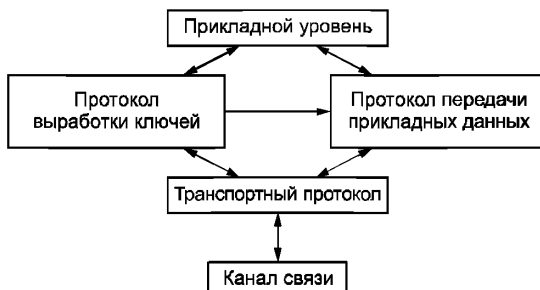 Прикладной уровень
Протокол
выработки ключей
Протокол передачи
прикладных данных
Транспортный протокол
Канал связи